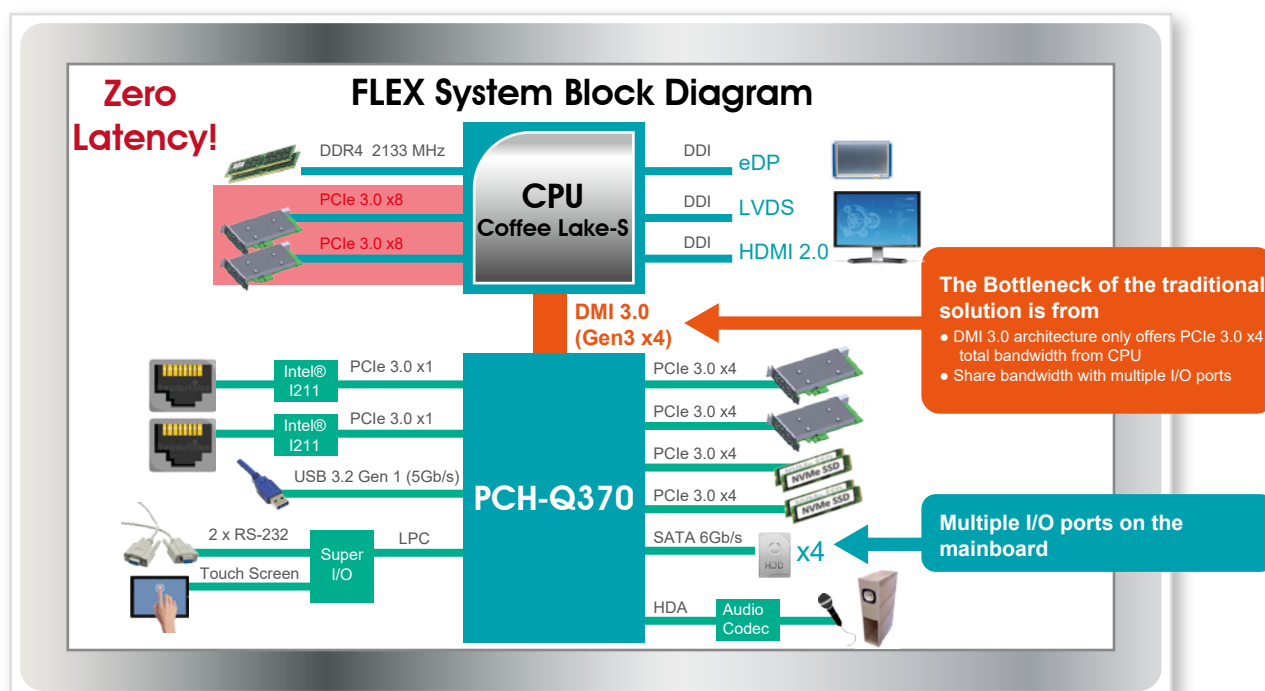 Zero
Latency!
FLEX System Block Diagram
DDR4 2133 MHz
PCIe 3.0 x8
PCIe 3.0 x8
CPU
Coffee Lake-S
DDI
eDP
DDI
LVDS
DDI
HDMI 2.0
DMI 3.0
(Gen3 x4)
The Bottleneck of the traditional
solution is from
● DMI 3.0 architecture only offers PCIe 3.0 x4
total bandwidth from CPU
● Share bandwidth with multiple I/O ports
Intel®
I211
PCIe 3.0 x1
Intel®
I211
PCIe 3.0 x1
USB 3.2 Gen 1 (5Gb/s)
2 x RS-232
Touch Screen
Super
I/O
LPC
PCH-Q370
PCIe 3.0 x4
PCIe 3.0 x4
PCIe 3.0 x4
NVMe SSD
PCIe 3.0 x4
NVMe SSD
SATA 6Gb/s
HDD
x4
Multiple I/O ports on the
mainboard
HDA
Audio
Codec